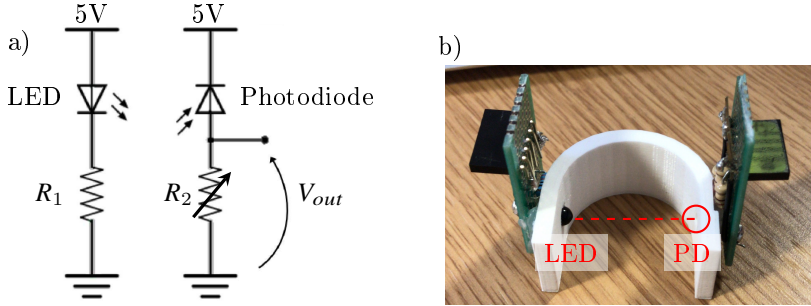 a)
5V
5V
LED
Photodiode
R1
R2
Vout
b)
LED
PD